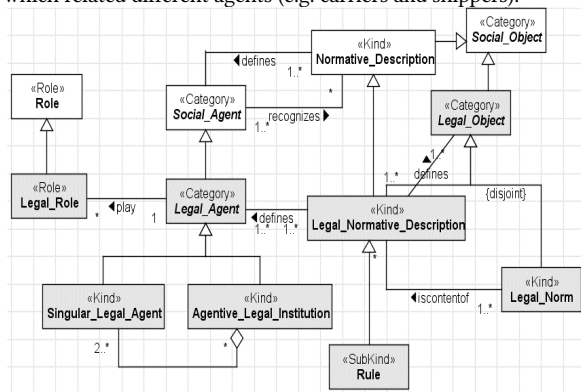 which related different agents (e.g. carriers and shippers).
«Category»
Social_Object
«Kind»
Normative_Description
◀defines
1..*
*
recognizes▶
1..*
«Role»
Role
«Category»
Social_Agent
«Category»
Legal_Object
▲1..*
defines
1..*
{disjoint}
«Role»
Legal_Role
◀play
*
1
«Category»
Legal_Agent
◀defines
1..*
1..*
«Kind»
Legal_Normative_Description
*
«Kind»
Singular_Legal_Agent
«Kind»
Agentive_Legal_Institution
2..*
*
◀iscontentof
1..*
«Kind»
Legal_Norm
«SubKind»
Rule